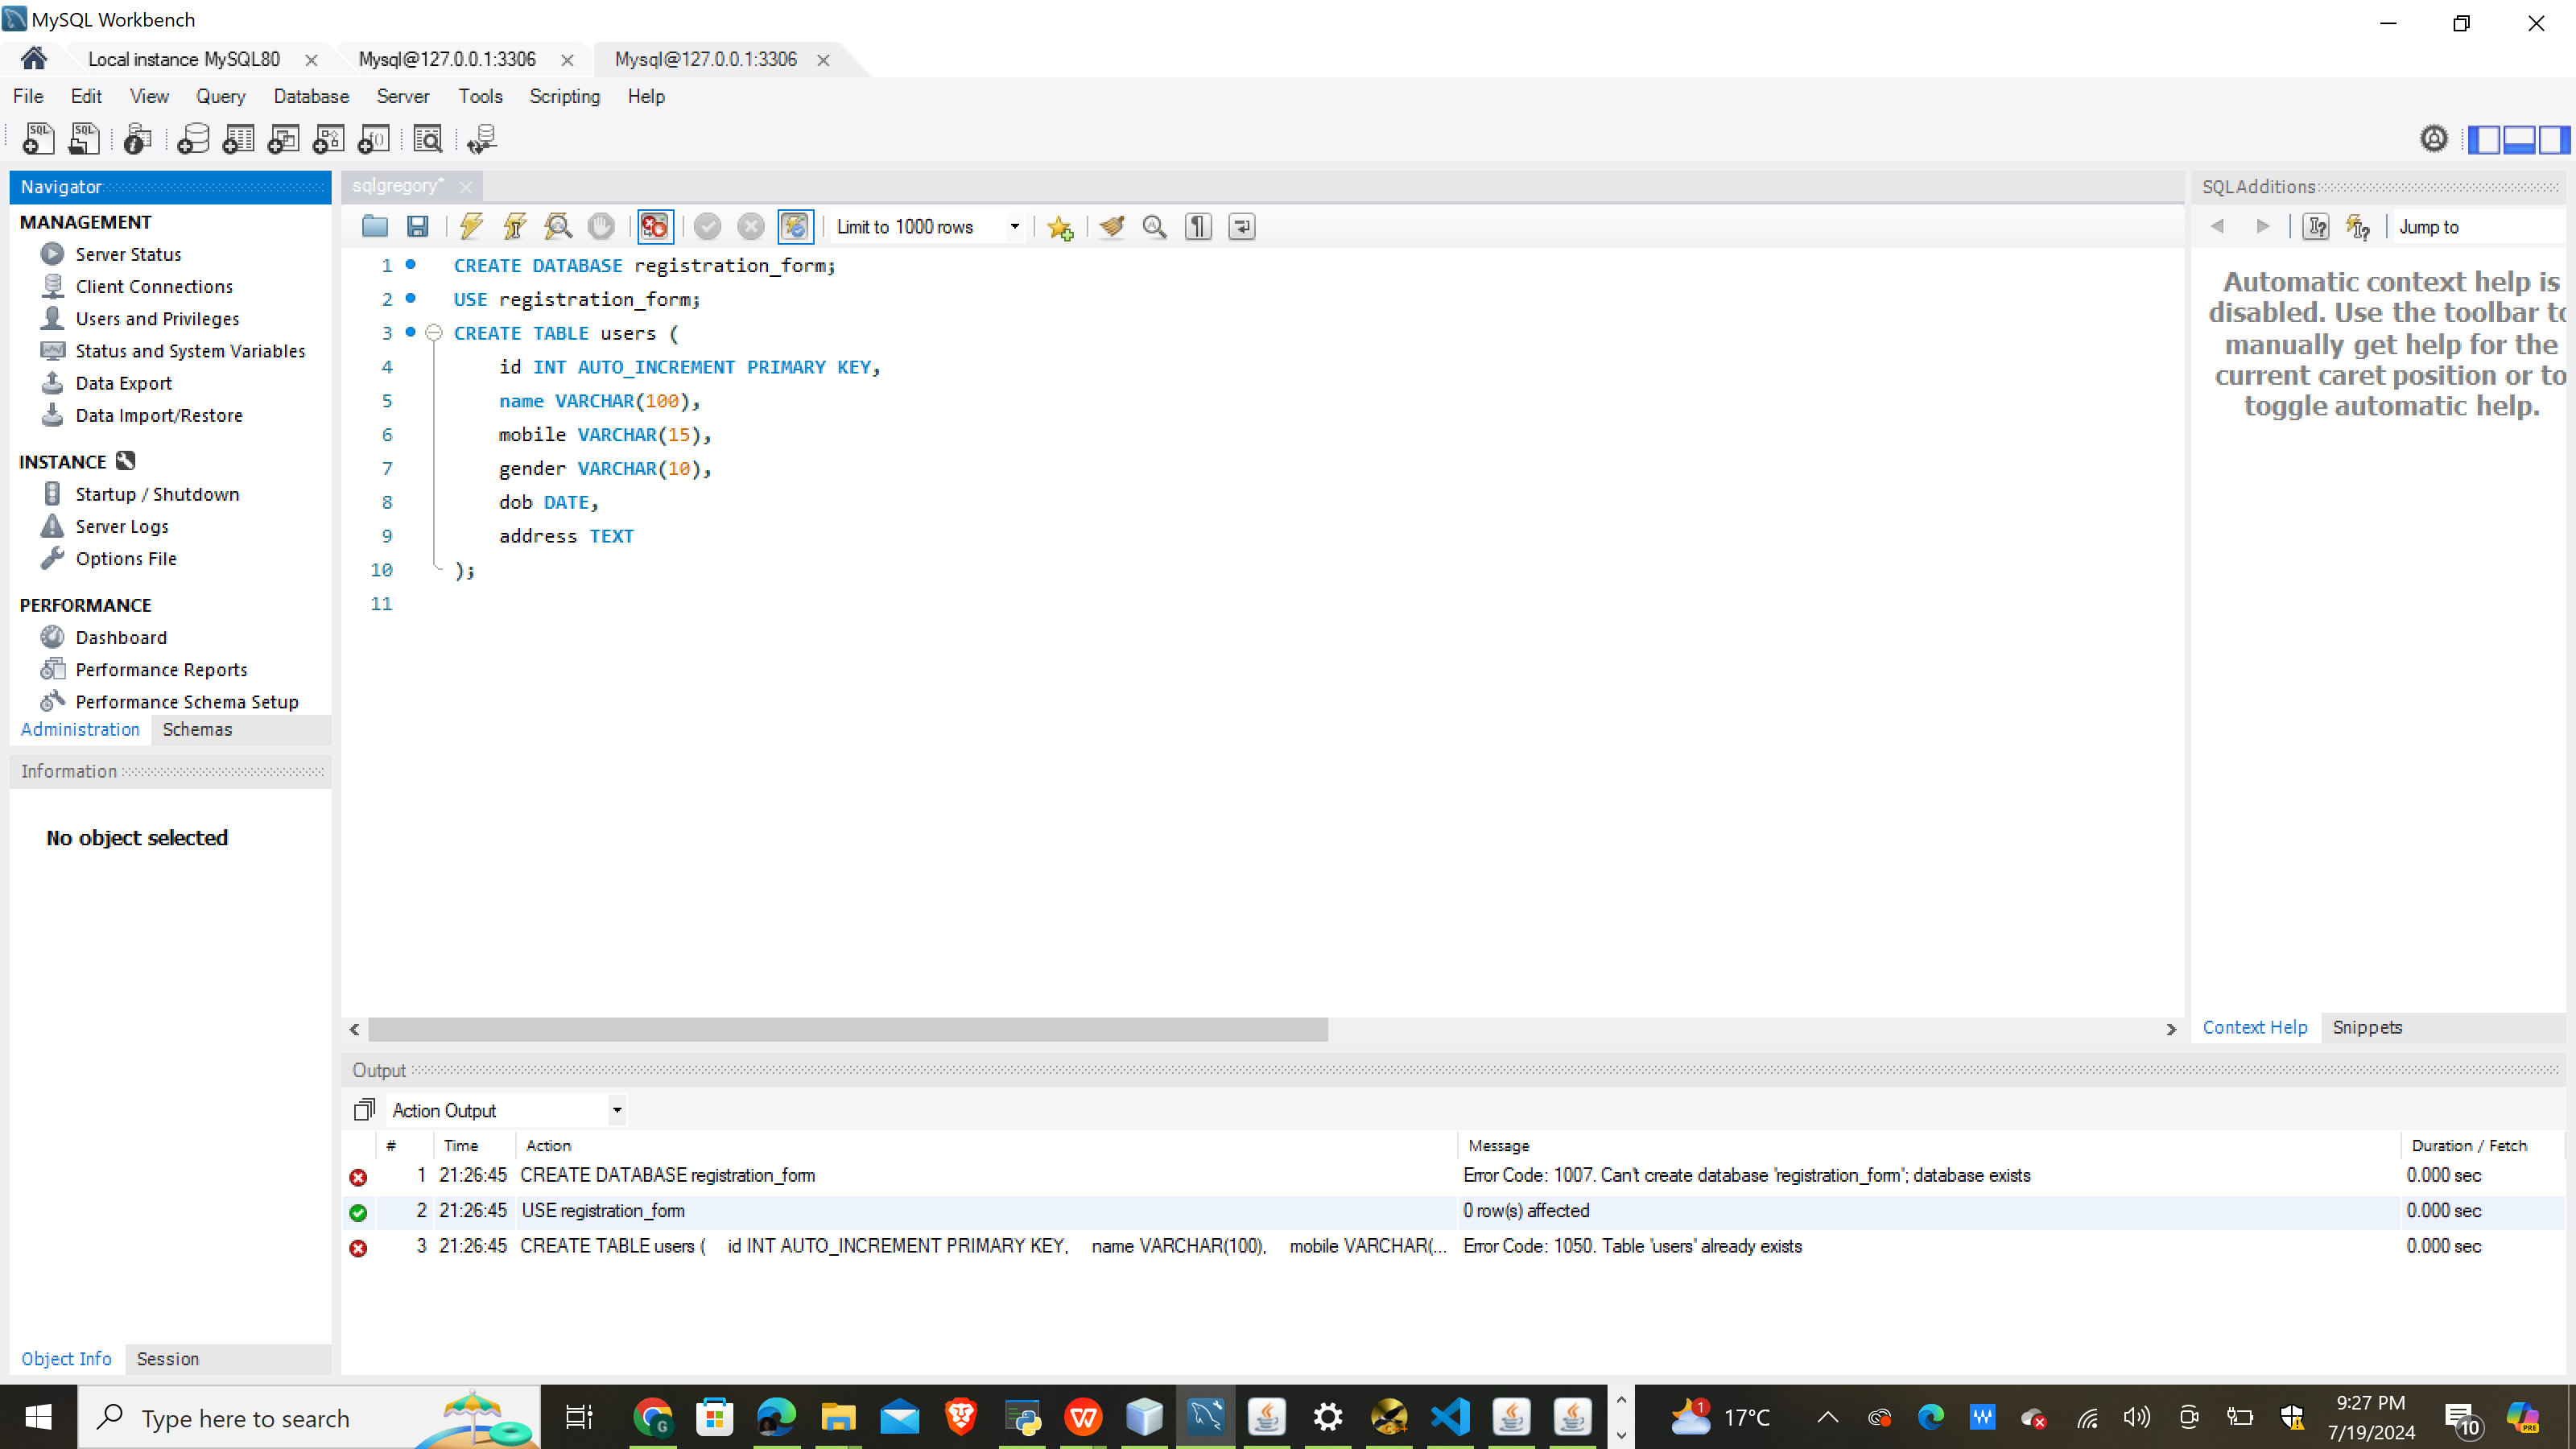 MySQL Workbench
Local instance MySQL80
Mysql@127.0.0.1:3306
Mysql@127.0.0.1:3306
File Edit View Query Database Server Tools Scripting Help
Navigator
MANAGEMENT
Server Status
Client Connections
Users and Privileges
Status and System Variables
Data Export
Data Import/Restore
INSTANCE
Startup / Shutdown
Server Logs
Options File
PERFORMANCE
Dashboard
Performance Reports
Performance Schema Setup
Administration Schemas
Information
No object selected
Object Info Session
sqlgregory*
Limit to 1000 rows
1 CREATE DATABASE registration_form;
2 USE registration_form;
3 CREATE TABLE users (
4 id INT AUTO_INCREMENT PRIMARY KEY,
5 name VARCHAR(100),
6 mobile VARCHAR(15),
7 gender VARCHAR(10),
8 dob DATE,
9 address TEXT
10 );
11
SQLAdditions
Jump to
Automatic context help is
disabled. Use the toolbar to
manually get help for the
current caret position or to
toggle automatic help.
Context Help Snippets
Output
Action Output
# Time Action Message Duration / Fetch
1 21:26:45 CREATE DATABASE registration_form Error Code: 1007. Can't create database 'registration_form'; database exists 0.000 sec
2 21:26:45 USE registration_form 0 row(s) affected 0.000 sec
3 21:26:45 CREATE TABLE users ( id INT AUTO_INCREMENT PRIMARY KEY, name VARCHAR(100), mobile VARCHAR(... Error Code: 1050. Table 'users' already exists 0.000 sec
Type here to search
1
17°C
9:27 PM
7/19/2024
10